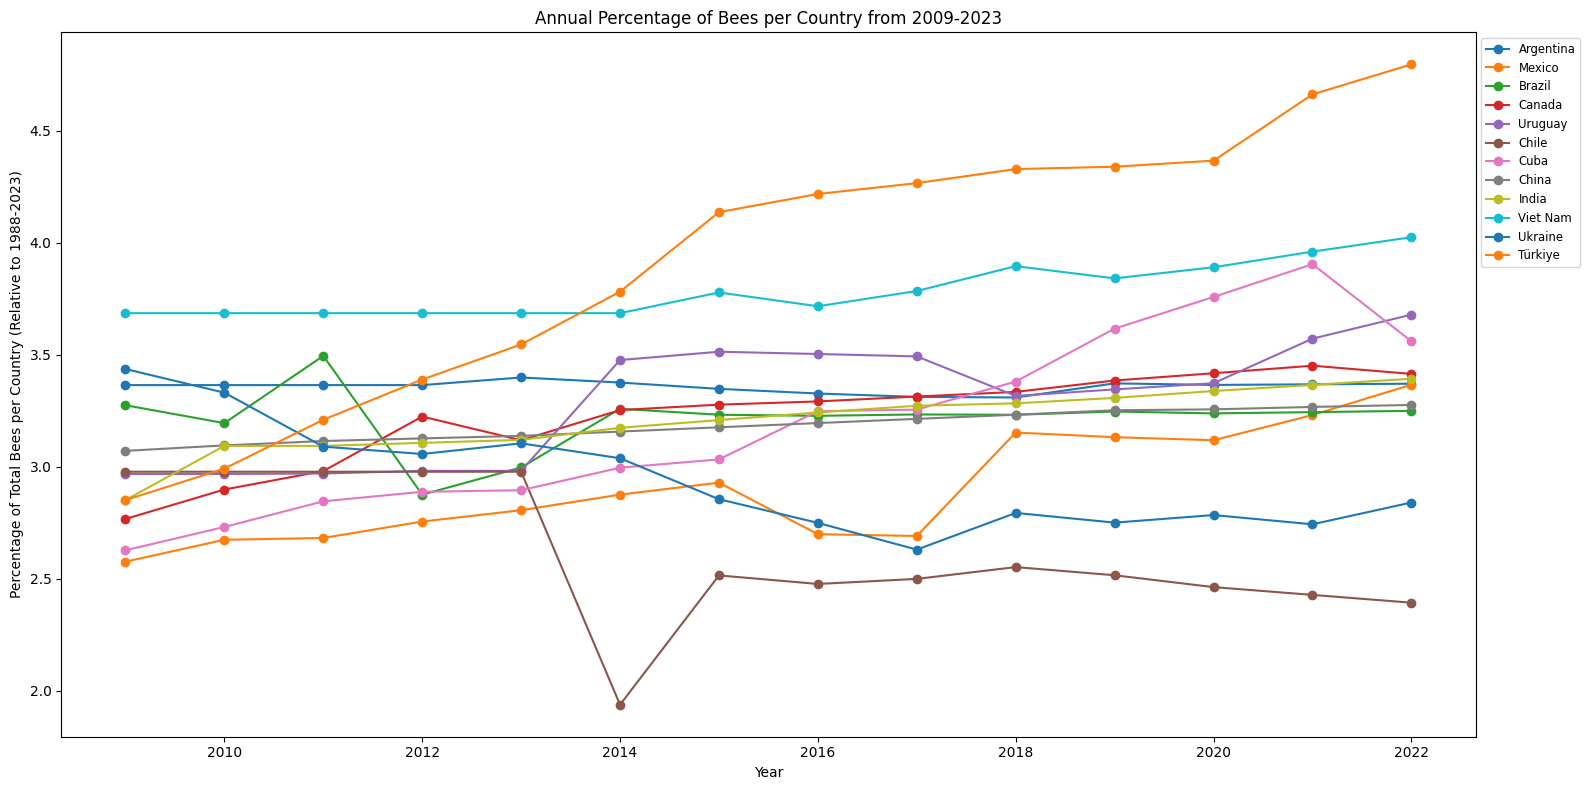 Annual Percentage of Bees per Country from 2009-2023
Percentage of Total Bees per Country (Relative to 1988-2023)
4.5
4.0
3.5
3.0
2.5
2.0
2010
2012
2014
2016
2018
2020
2022
Year
Argentina
Mexico
Brazil
Canada
Uruguay
Chile
Cuba
China
India
Viet Nam
Ukraine
Türkiye